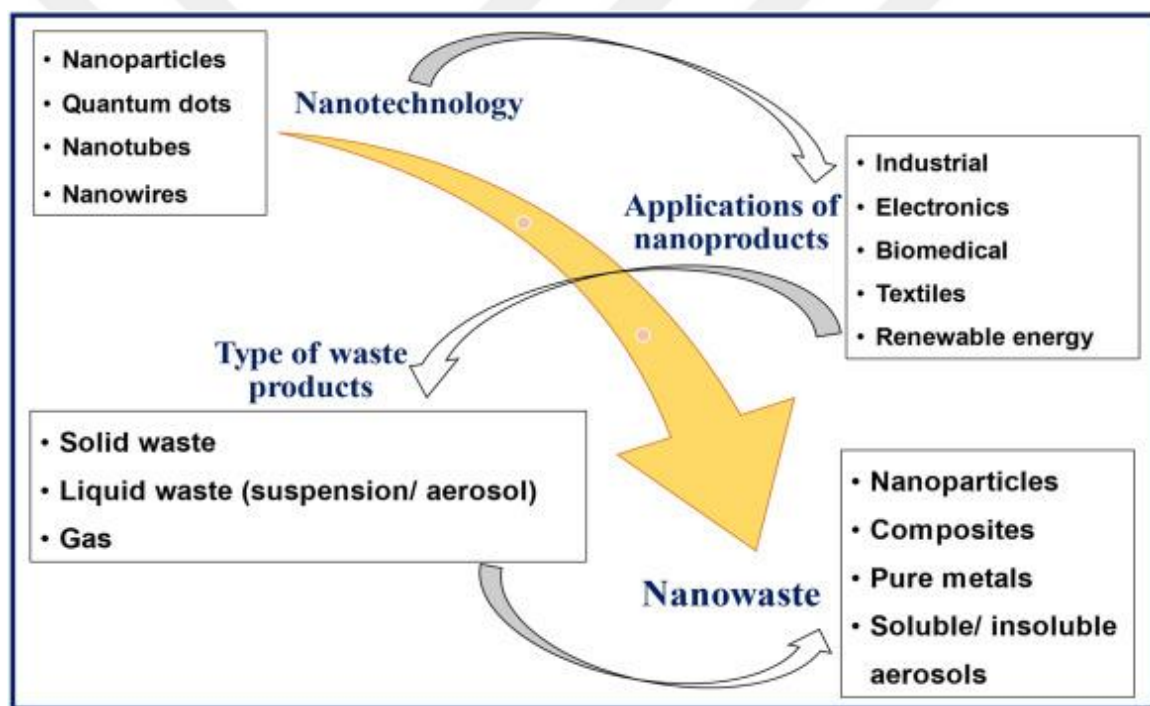 • Nanoparticles
• Quantum dots
• Nanotubes
• Nanowires
Nanotechnology
• Industrial
• Electronics
• Biomedical
• Textiles
• Renewable energy
Applications of
nanoproducts
Type of waste
products
• Solid waste
• Liquid waste (suspension/ aerosol)
• Gas
Nanowaste
• Nanoparticles
• Composites
• Pure metals
• Soluble/ insoluble
aerosols